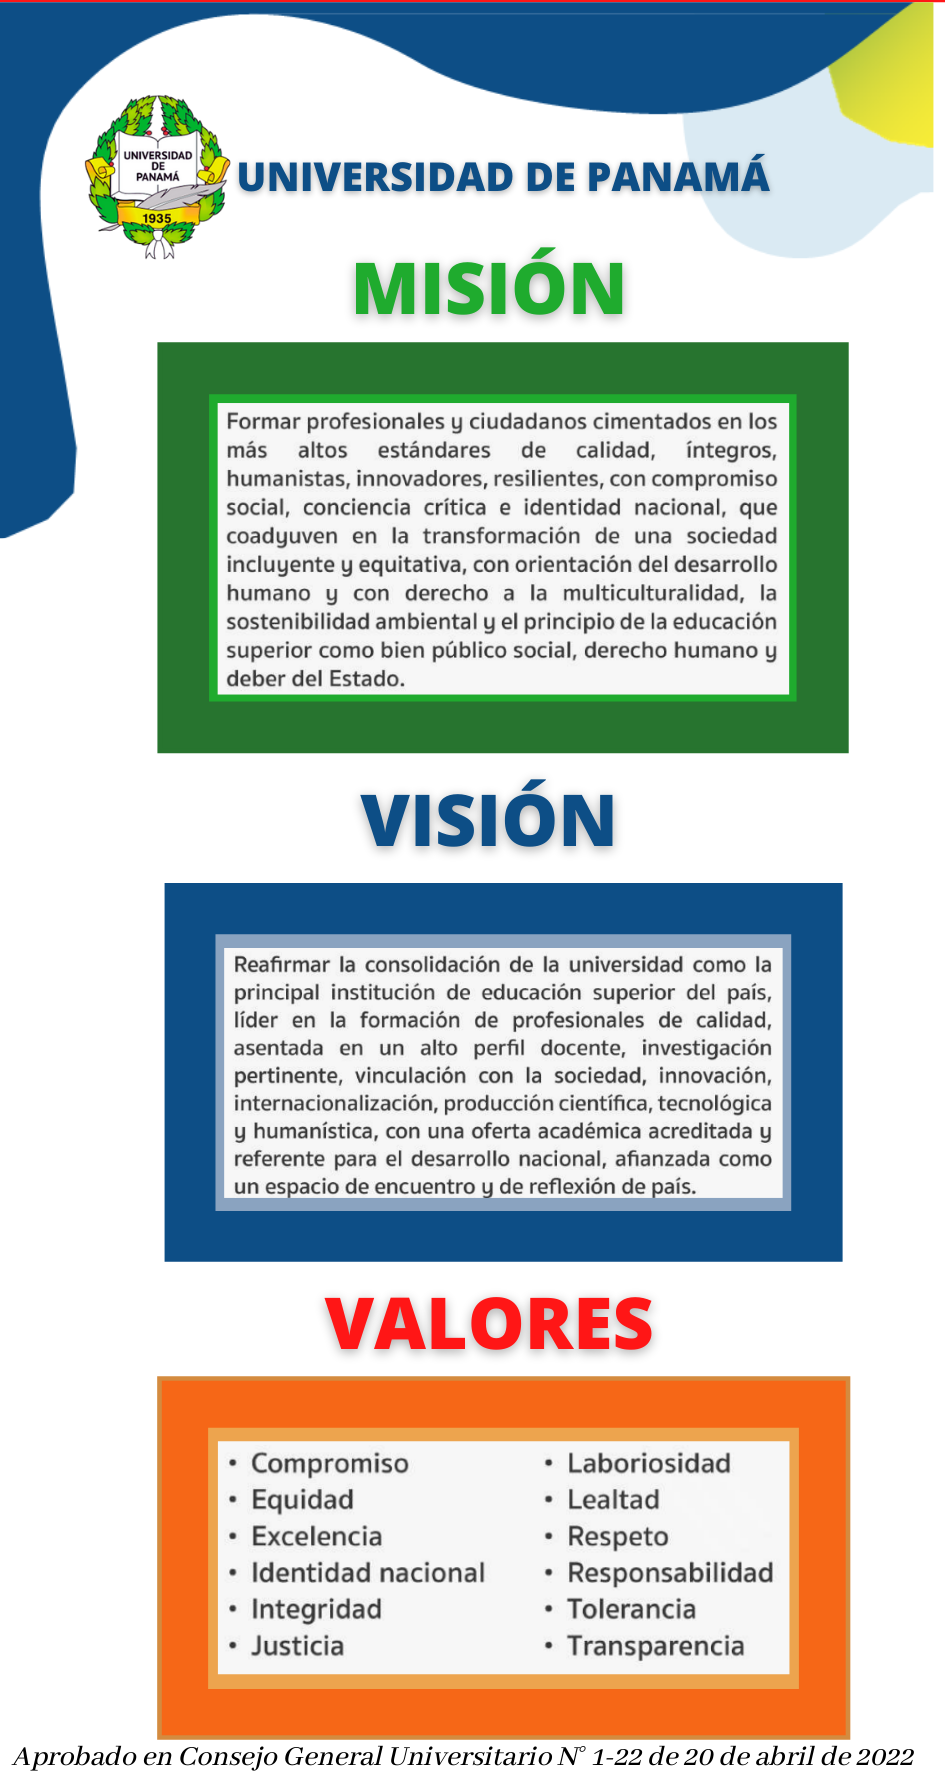 UNIVERSIDAD
DE
PANAMÁ
1935
UNIVERSIDAD DE PANAMÁ
MISIÓN
Formar profesionales y ciudadanos cimentados en los
más altos estándares de calidad, íntegros,
humanistas, innovadores, resilientes, con compromiso
social, conciencia crítica e identidad nacional, que
coadyuven en la transformación de una sociedad
incluyente y equitativa, con orientación del desarrollo
humano y con derecho a la multiculturalidad, la
sostenibilidad ambiental y el principio de la educación
superior como bien público social, derecho humano y
deber del Estado.
VISIÓN
Reafirmar la consolidación de la universidad como la
principal institución de educación superior del país,
líder en la formación de profesionales de calidad,
asentada en un alto perfil docente, investigación
pertinente, vinculación con la sociedad, innovación,
internacionalización, producción científica, tecnológica
y humanística, con una oferta académica acreditada y
referente para el desarrollo nacional, afianzada como
un espacio de encuentro y de reflexión de país.
VALORES
• Compromiso
• Equidad
• Excelencia
• Identidad nacional
• Integridad
• Justicia
• Laboriosidad
• Lealtad
• Respeto
• Responsabilidad
• Tolerancia
• Transparencia
Aprobado en Consejo General Universitario N° 1-22 de 20 de abril de 2022